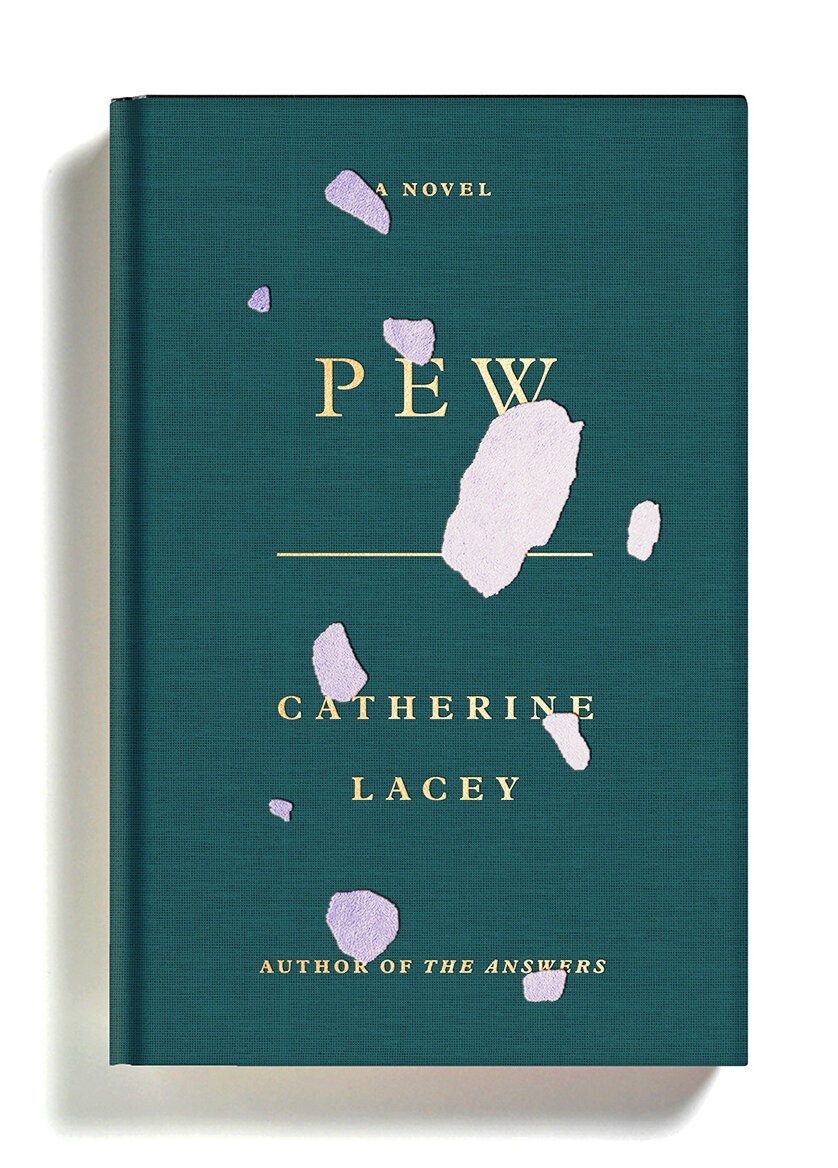 A NOVEL
PEW
CATHERINE
LACEY
AUTHOR OF THE ANSWERS